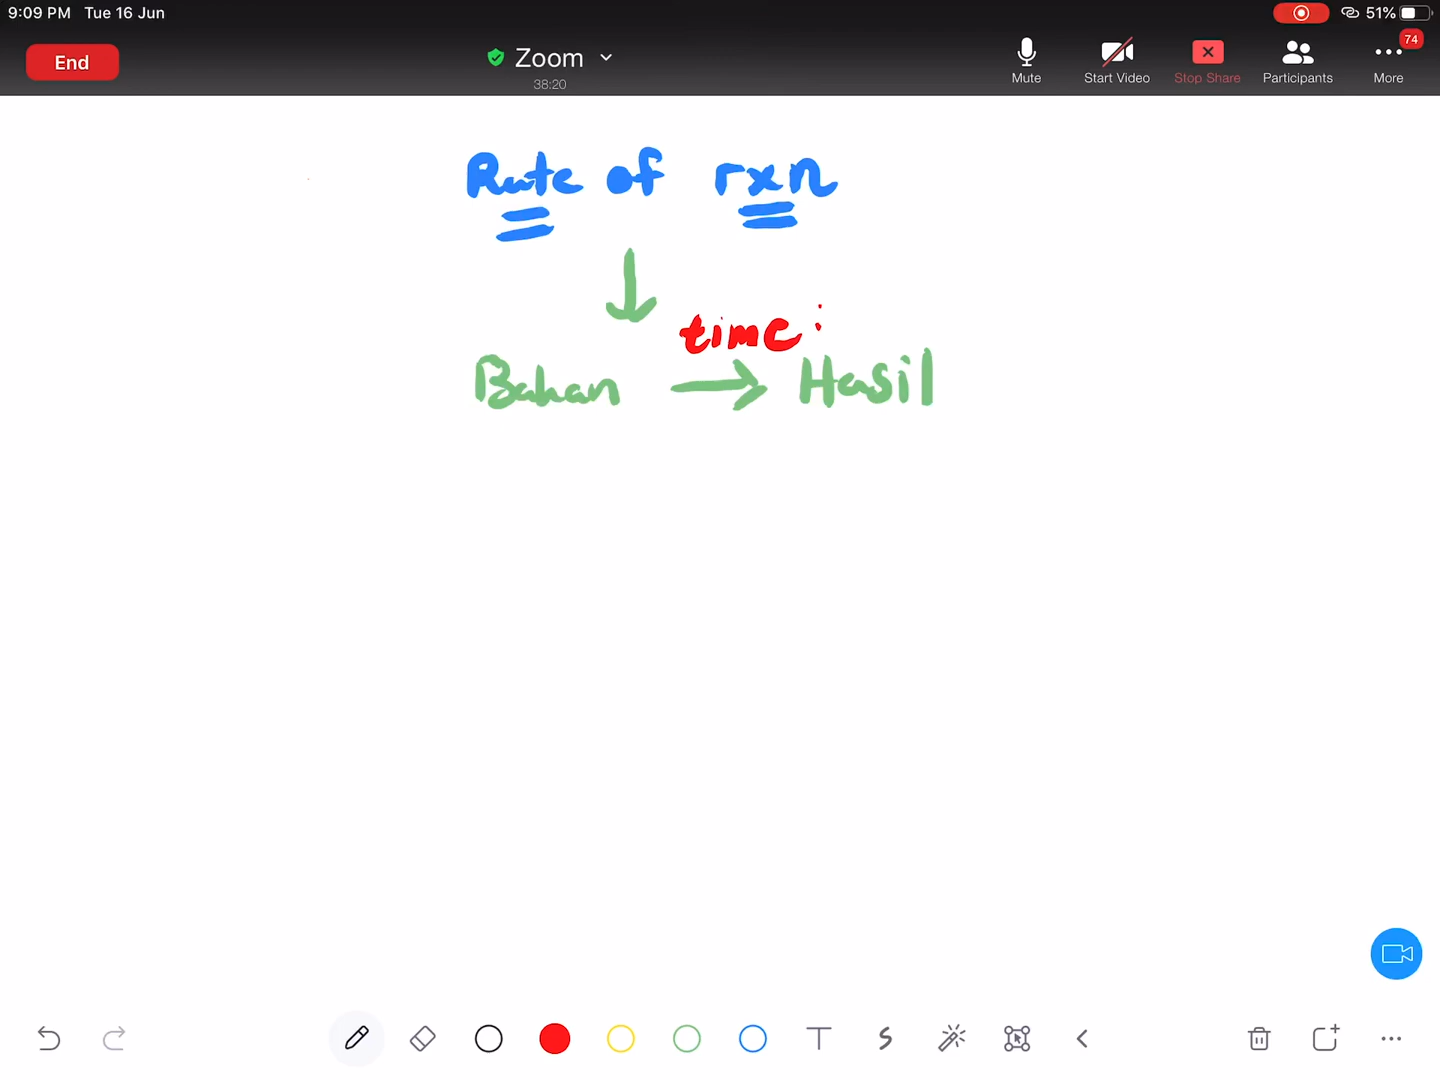 9:09 PM Tue 16 Jun 51%
End Zoom 38:20 Mute Start Video Stop Share Participants More 74
Rate of rxn
time:
Bahan → Hasil
T